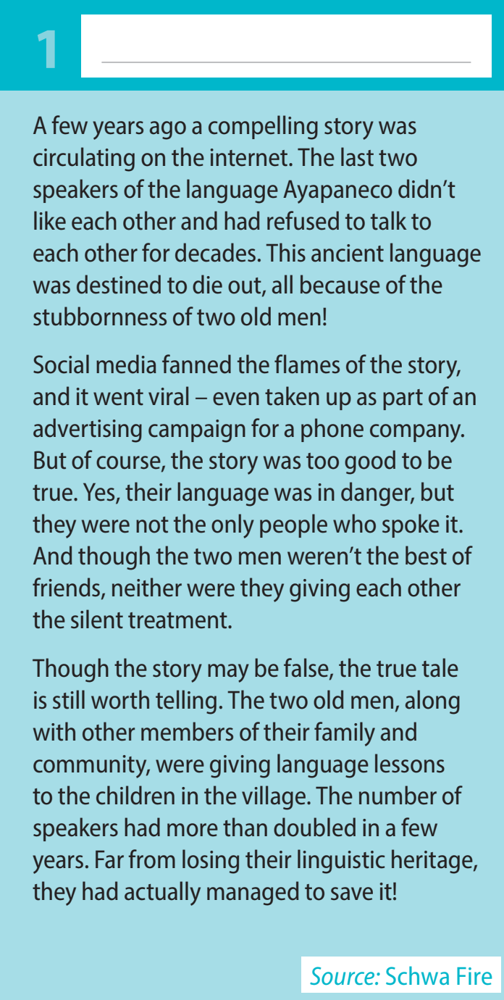 1
A few years ago a compelling story was
circulating on the internet. The last two
speakers of the language Ayapaneco didn’t
like each other and had refused to talk to
each other for decades. This ancient language
was destined to die out, all because of the
stubbornness of two old men!
Social media fanned the flames of the story,
and it went viral – even taken up as part of an
advertising campaign for a phone company.
But of course, the story was too good to be
true. Yes, their language was in danger, but
they were not the only people who spoke it.
And though the two men weren’t the best of
friends, neither were they giving each other
the silent treatment.
Though the story may be false, the true tale
is still worth telling. The two old men, along
with other members of their family and
community, were giving language lessons
to the children in the village. The number of
speakers had more than doubled in a few
years. Far from losing their linguistic heritage,
they had actually managed to save it!
Source: Schwa Fire